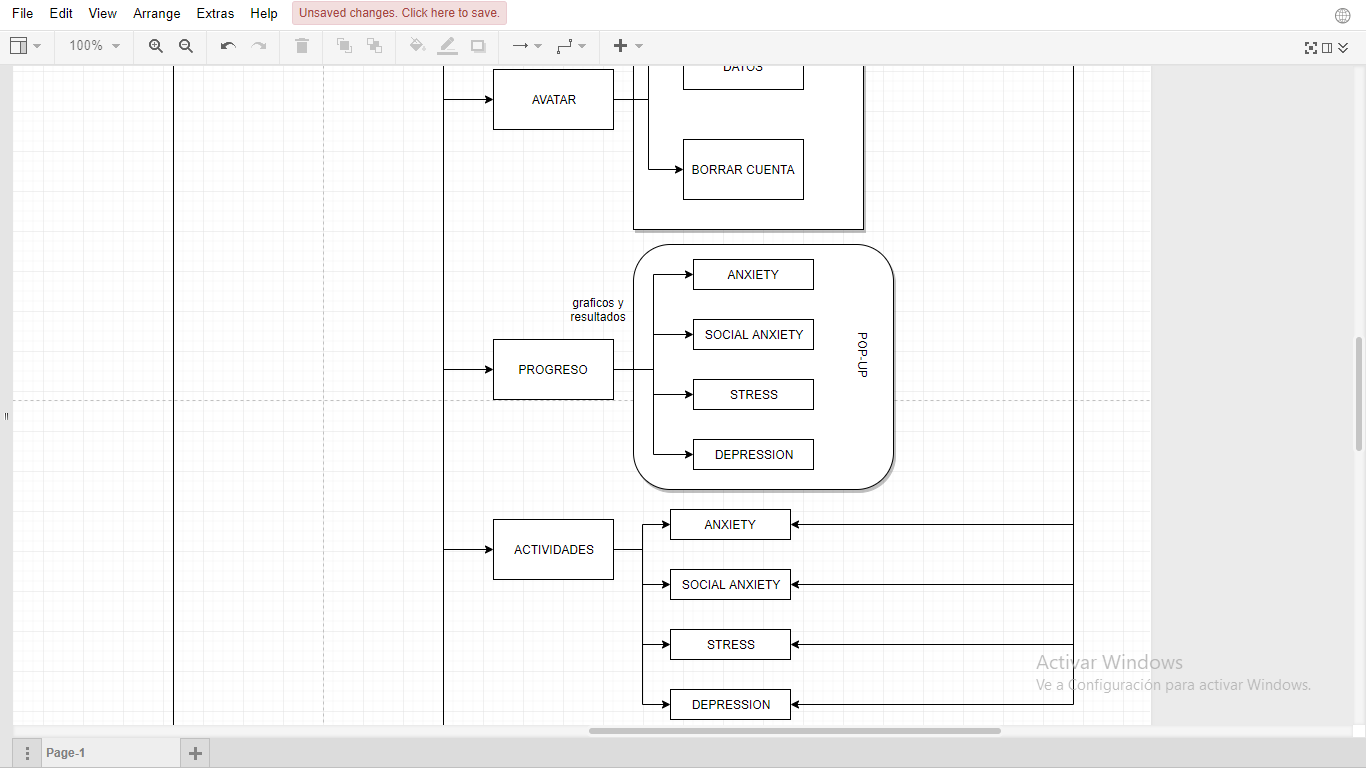 File Edit View Arrange Extras Help Unsaved changes. Click here to save.
100%
DATOS
AVATAR
BORRAR CUENTA
ANXIETY
graficos y
resultados
SOCIAL ANXIETY
POP-UP
PROGRESO
STRESS
DEPRESSION
ANXIETY
ACTIVIDADES
SOCIAL ANXIETY
STRESS
DEPRESSION
Activar Windows
Ve a Configuración para activar Windows.
Page-1